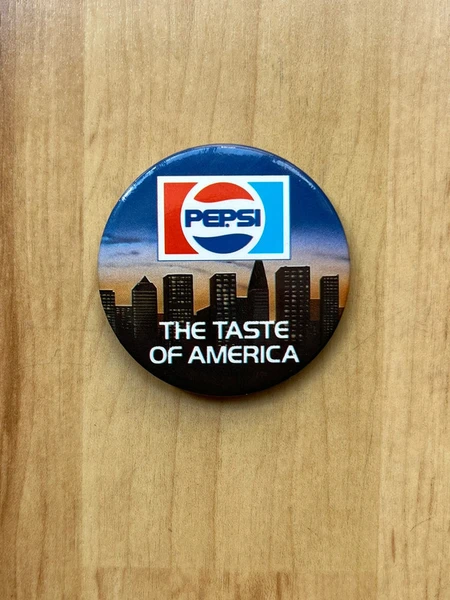 PEPSI
THE TASTE
OF AMERICA